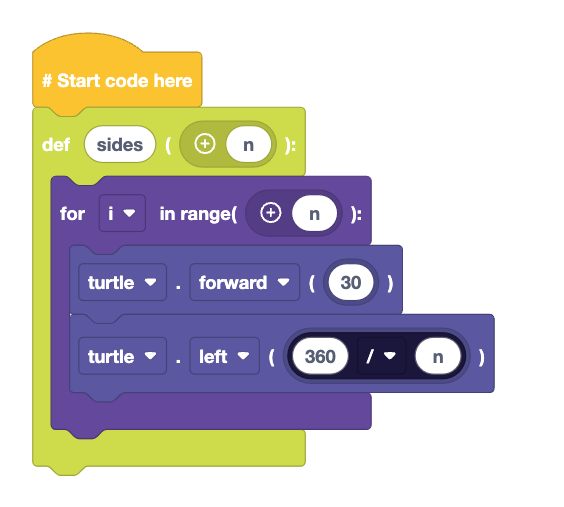 # Start code here
def sides ( n ):
for i in range( n ):
turtle . forward ( 30 )
turtle . left ( 360 / n )